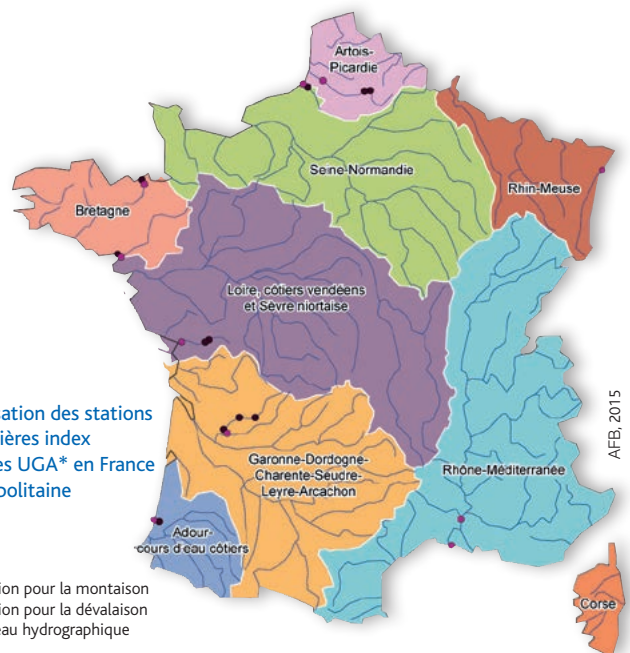 Artois-
Picardie
Seine-Normandie
Rhin-Meuse
Bretagne
Loire, côtiers vendéens
et Sèvre niortaise
sation des stations
ières index
es UGA* en France
politaine
Garonne-Dordogne-
Charente-Seudre-
Leyre-Arcachon
Rhône-Méditerranée
AFB, 2015
Adour-
cours d'eau côtiers
Corse
ion pour la montaison
ion pour la dévalaison
eau hydrographique